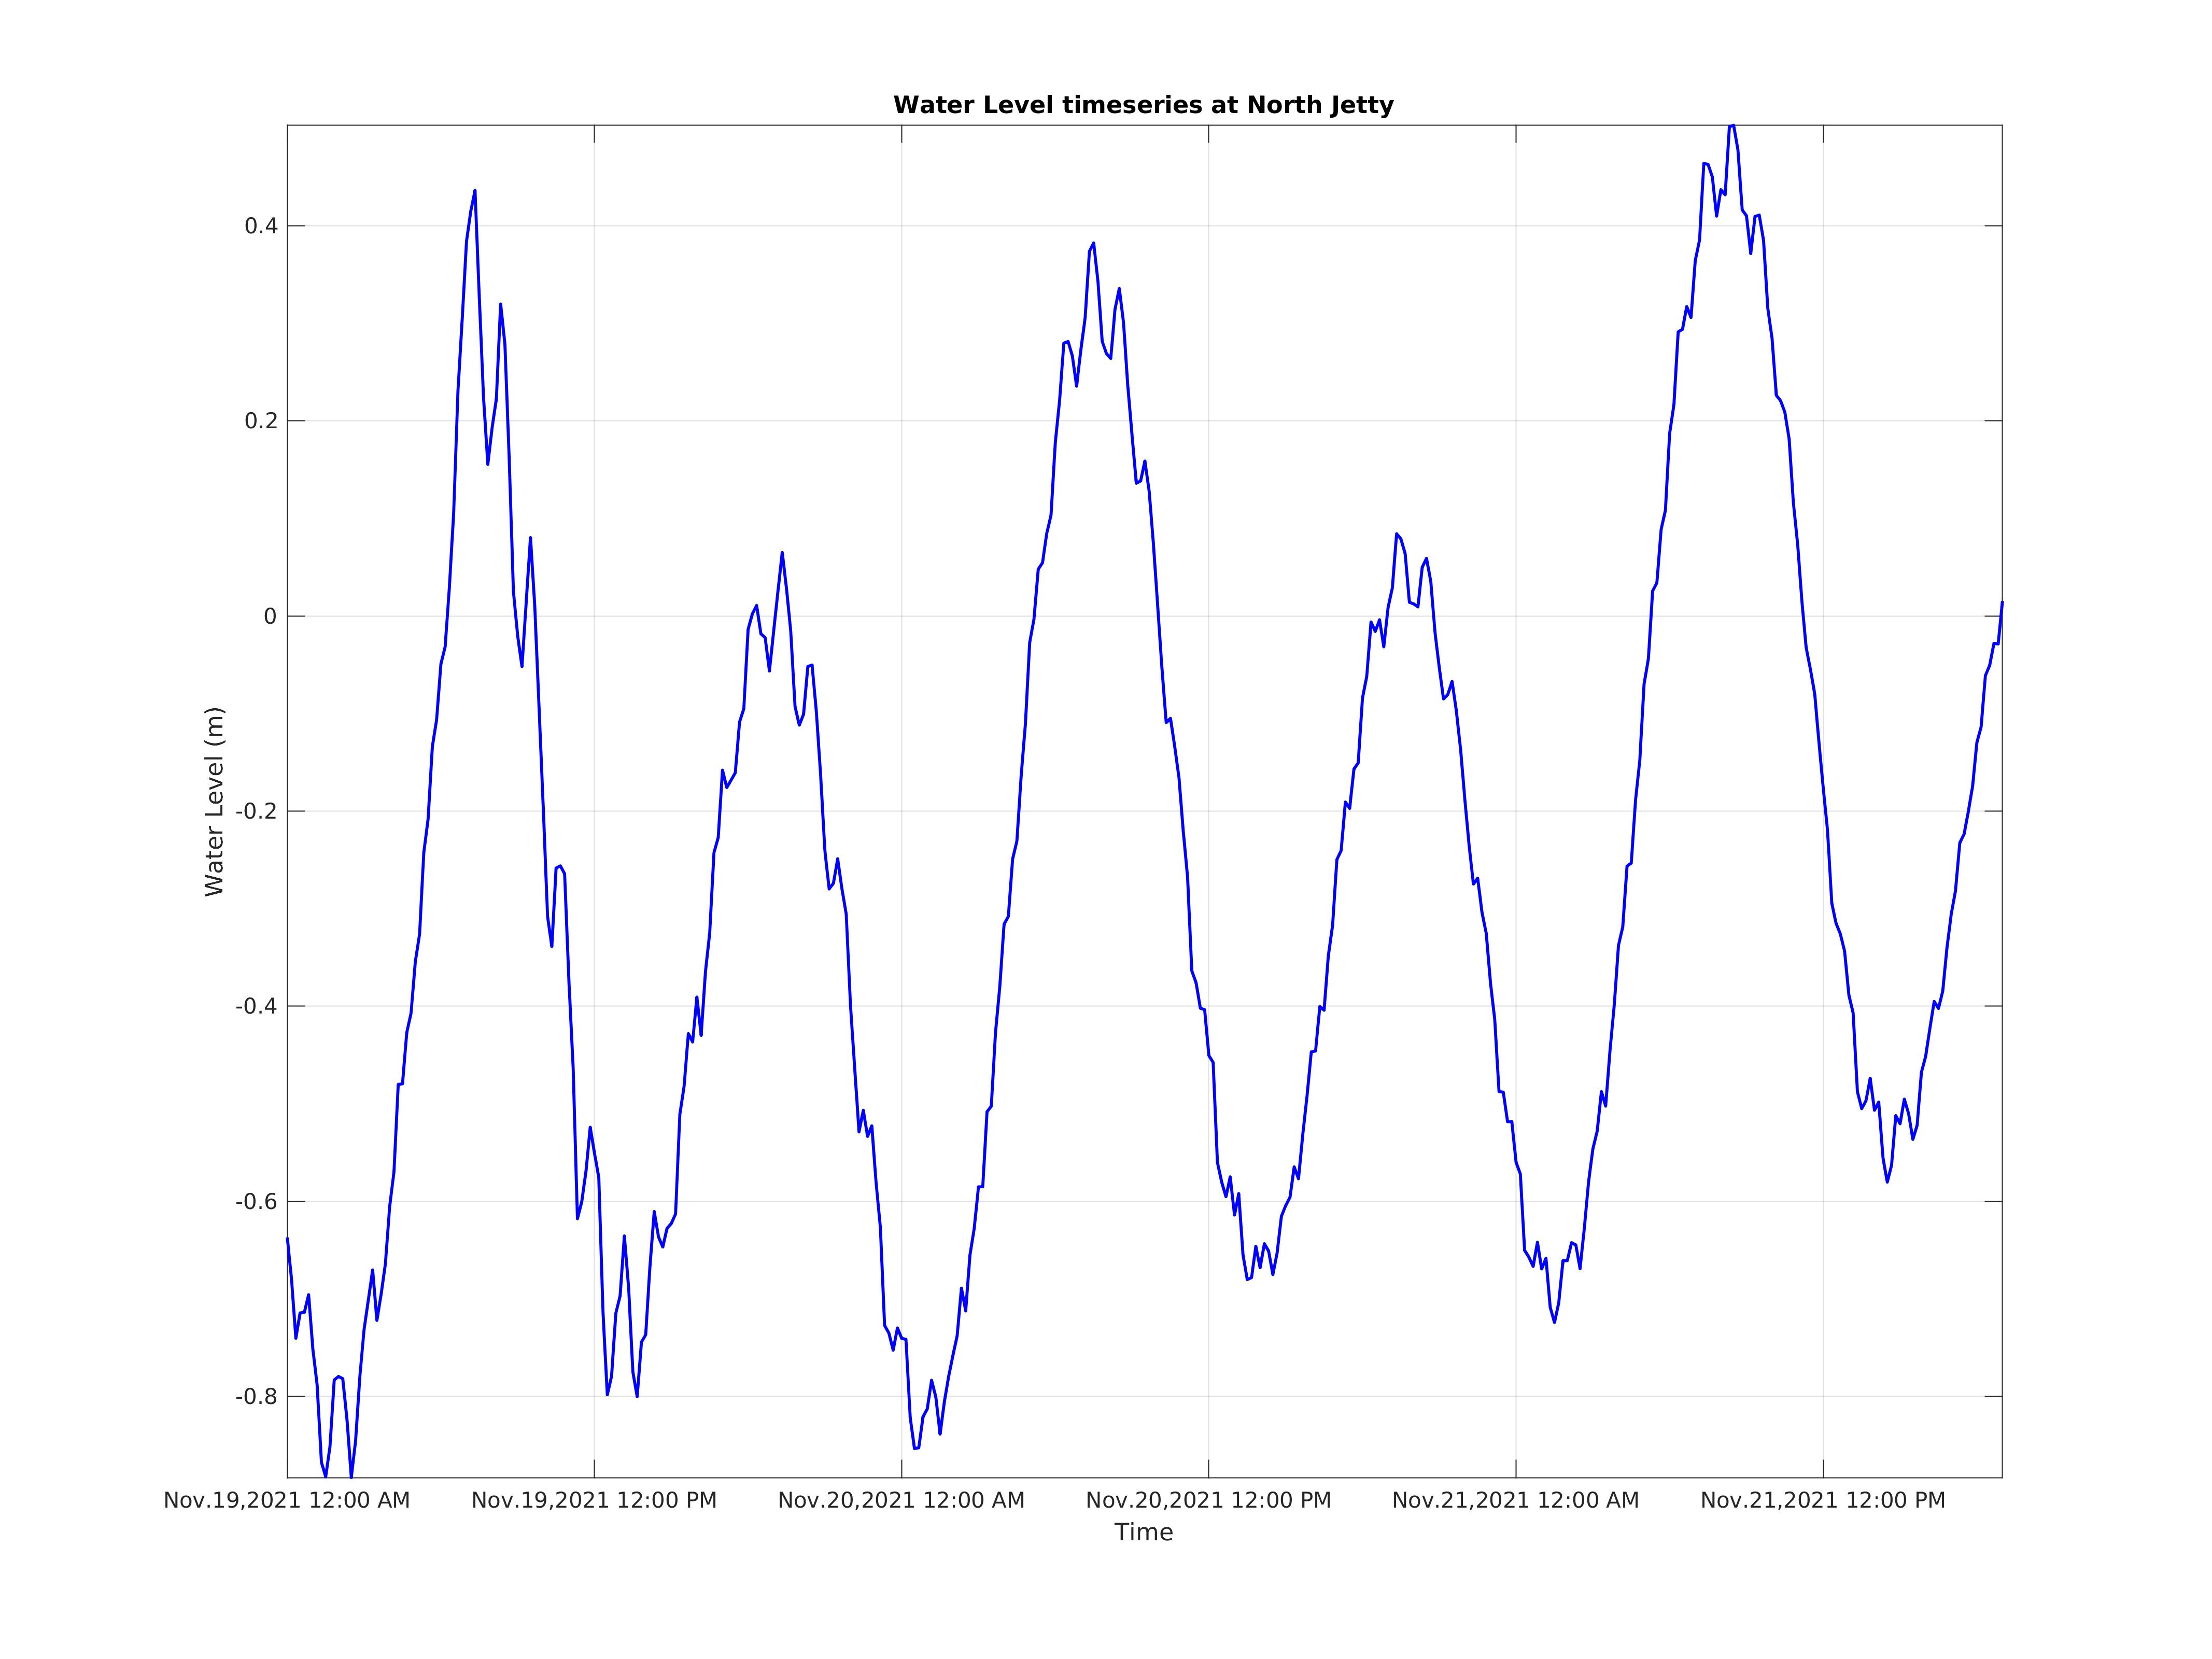 Water Level timeseries at North Jetty
Water Level (m)
0.4
0.2
0
-0.2
-0.4
-0.6
-0.8
Nov.19,2021 12:00 AM
Nov.19,2021 12:00 PM
Nov.20,2021 12:00 AM
Nov.20,2021 12:00 PM
Nov.21,2021 12:00 AM
Nov.21,2021 12:00 PM
Time